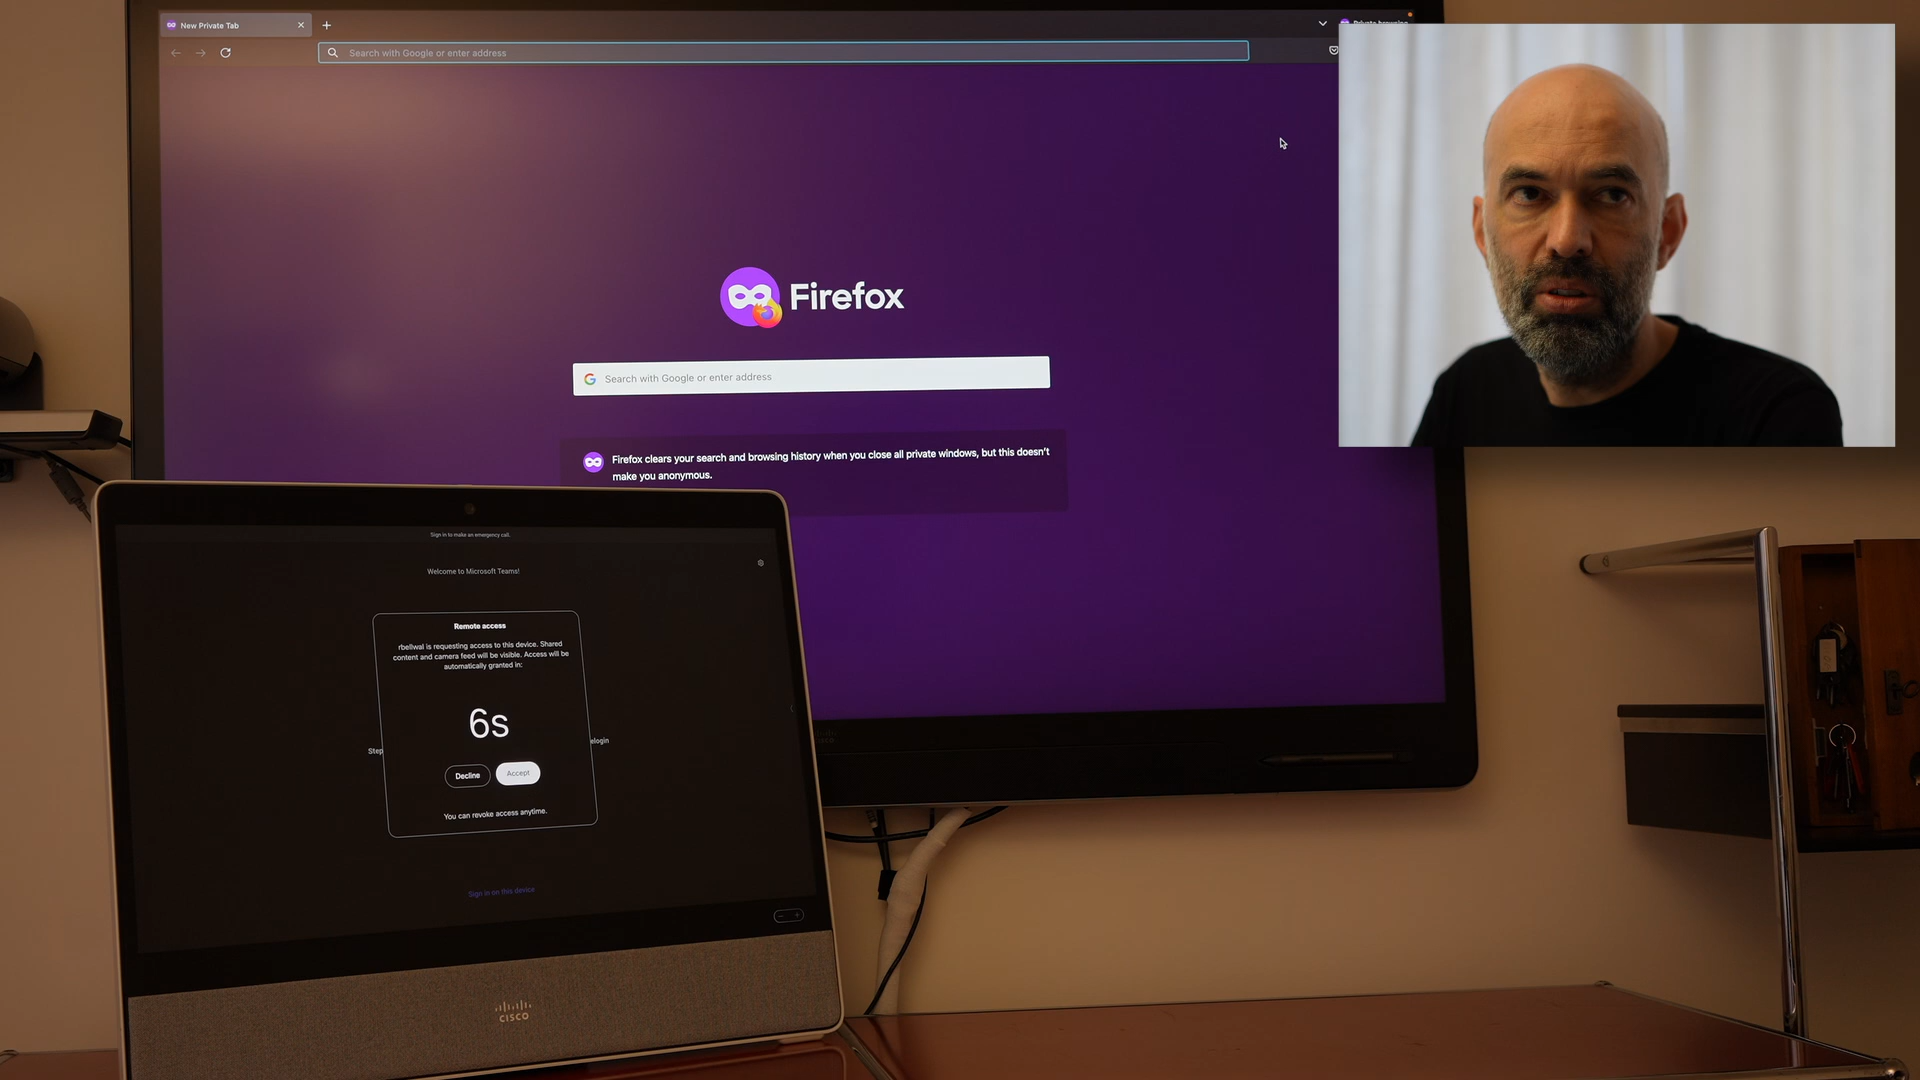 New Private Tab
Private browsing
Search with Google or enter address
Firefox
Search with Google or enter address
Firefox clears your search and browsing history when you close all private windows, but this doesn't
make you anonymous.
Sign in to make an emergency call.
Welcome to Microsoft Teams!
Remote access
rbellwal is requesting access to this device. Shared
content and camera feed will be visible. Access will be
automatically granted in:
6s
Step
elogin
Decline
Accept
You can revoke access anytime.
Sign in on this device
CISCO